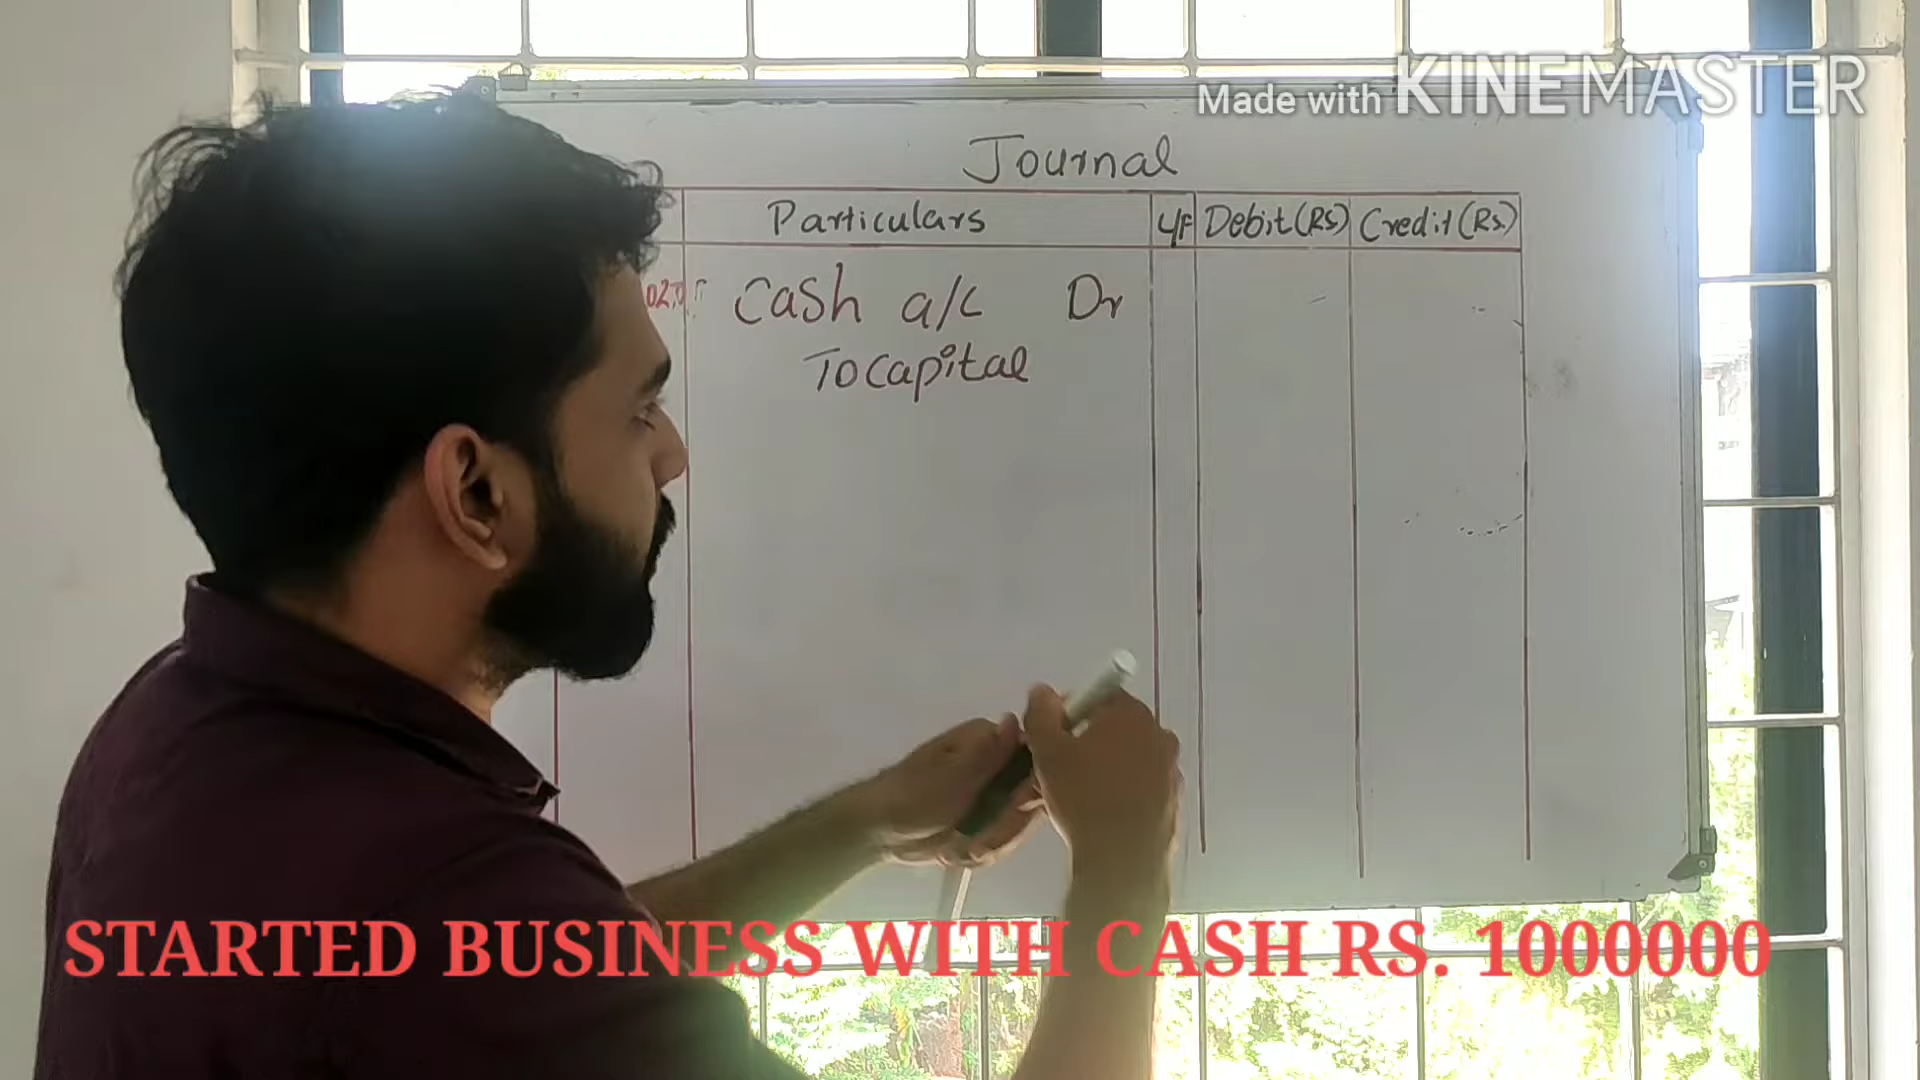 Made with KINEMASTER
Journal
Particulars L/F Debit(Rs) Credit(Rs.)
Cash a/c Dr
To Capital
STARTED BUSINESS WITH CASH RS. 1000000